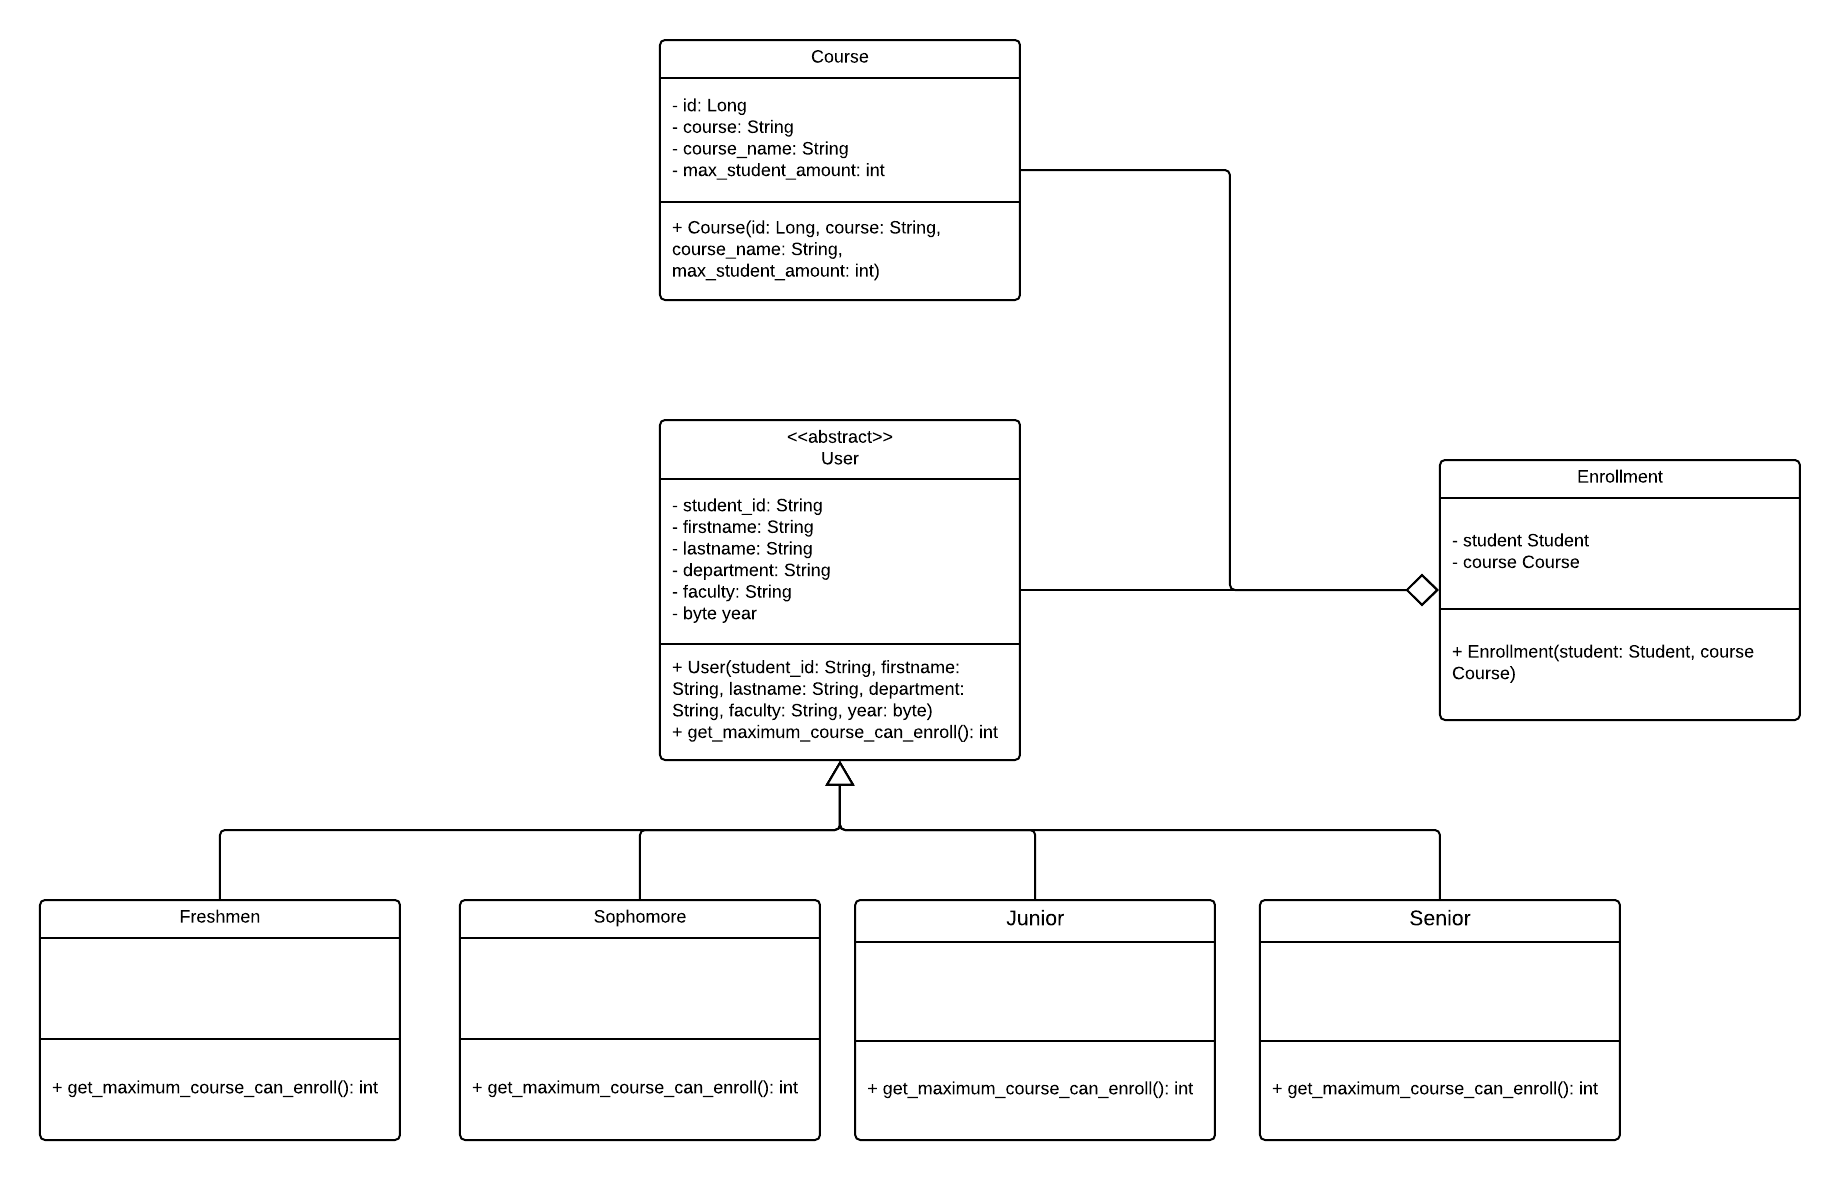 Course
- id: Long
- course: String
- course_name: String
- max_student_amount: int
+ Course(id: Long, course: String,
course_name: String,
max_student_amount: int)
<<abstract>>
User
- student_id: String
- firstname: String
- lastname: String
- department: String
- faculty: String
- byte year
+ User(student_id: String, firstname:
String, lastname: String, department:
String, faculty: String, year: byte)
+ get_maximum_course_can_enroll(): int
Enrollment
- student Student
- course Course
+ Enrollment(student: Student, course
Course)
Freshmen
+ get_maximum_course_can_enroll(): int
Sophomore
+ get_maximum_course_can_enroll(): int
Junior
+ get_maximum_course_can_enroll(): int
Senior
+ get_maximum_course_can_enroll(): int